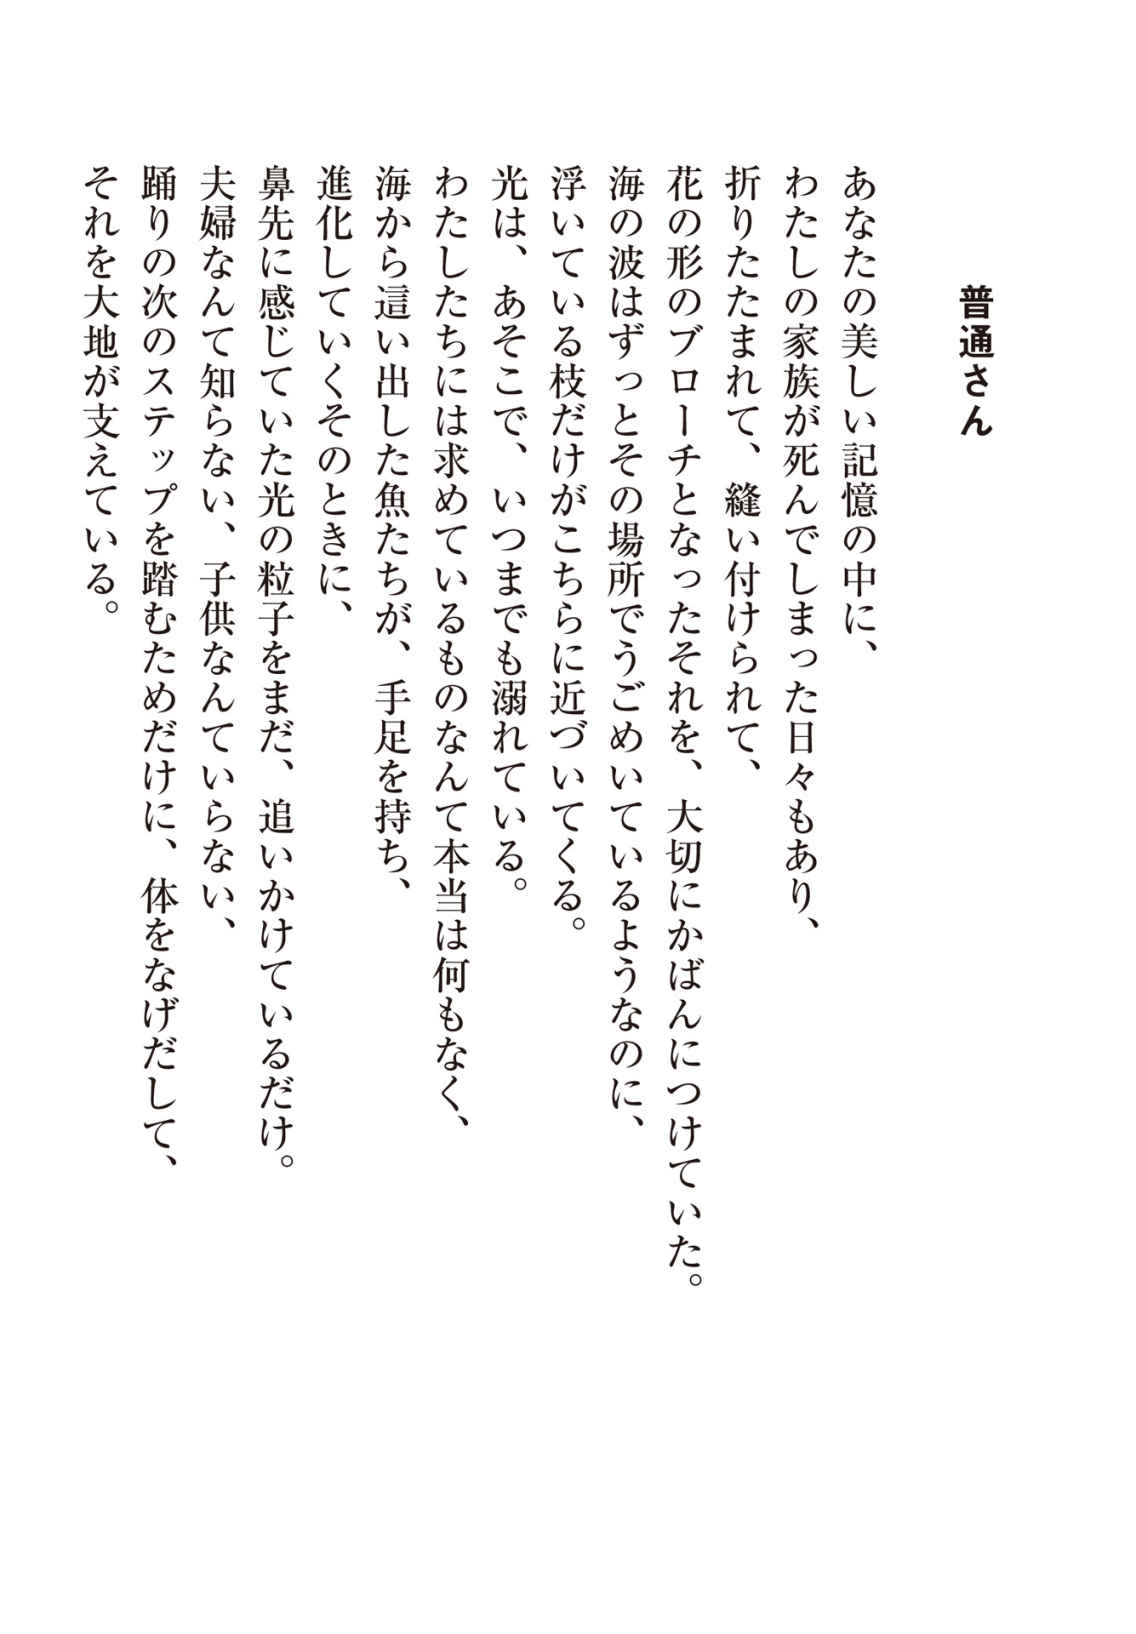 普通さん
あなたの美しい記憶の中に、
わたしの家族が死んでしまった日々もあり、
折りたたまれて、縫い付けられて、
花の形のブローチとなったそれを、大切にかばんにつけていた。
海の波はずっとその場所でうごめいているようなのに、
浮いている枝だけがこちらに近づいてくる。
光は、あそこで、いつまでも溺れている。
わたしたちには求めているものなんて本当は何もなく、
海から這い出した魚たちが、手足を持ち、
進化していくそのときに、
鼻先に感じていた光の粒子をまだ、追いかけているだけ。
夫婦なんて知らない、子供なんていらない、
踊りの次のステップを踏むためだけに、体をなげだして、
それを大地が支えている。